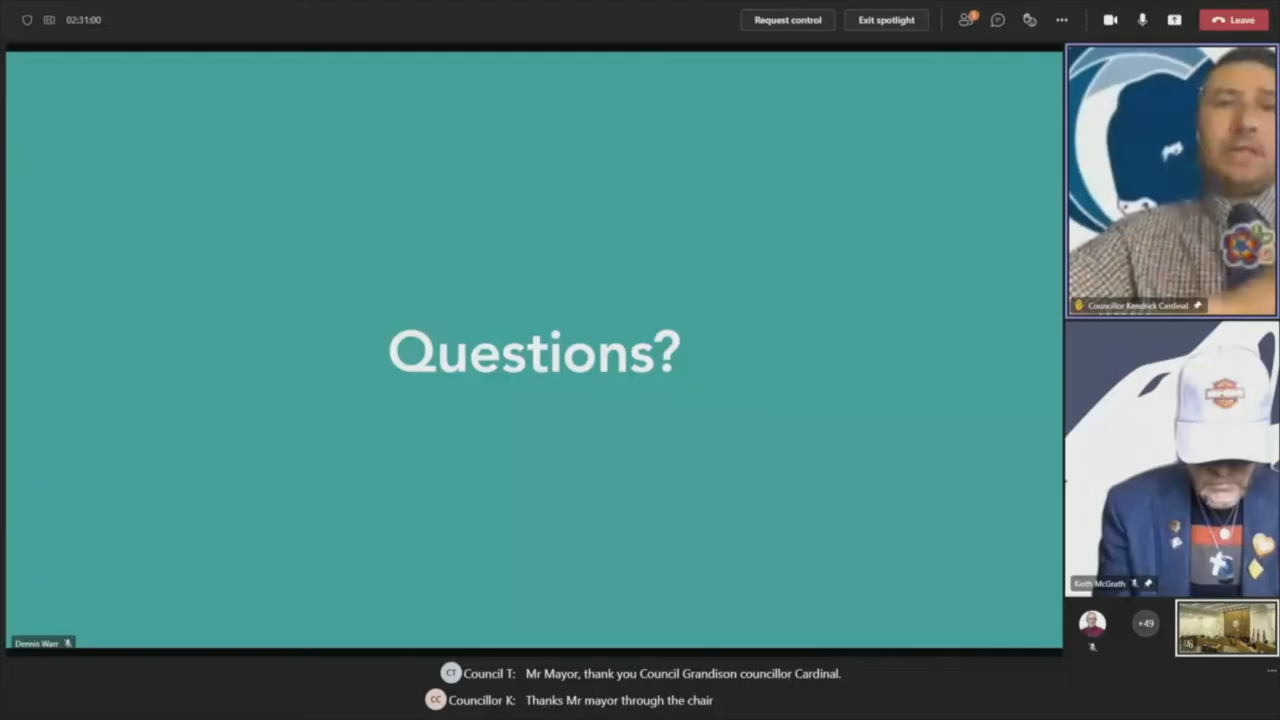 02:31:00
Request control
Exit spotlight
1
Leave
Questions?
Councillor Kendrick Cardinal
Keith McGrath
+49
Dennis Warr
CT Council T: Mr Mayor, thank you Council Grandison councillor Cardinal.
CC Councillor K: Thanks Mr mayor through the chair